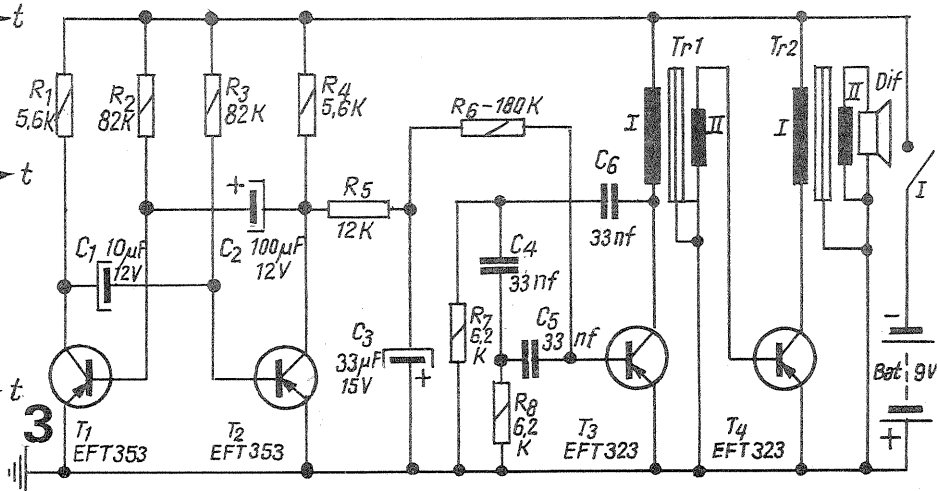 t
Tr1
Tr2
R1
5,6K
R2
82K
R3
82K
R4
5,6K
R6-180K
I
II
I
II
Dif
t
C6
I
+
R5
12K
33nf
C1 10µF
12V
C2
100µF
12V
C4
33nf
R7
6,2
K
C5
33 nf
C3
33µF
15V
+
-
Bat 9V
+
t
R8
6,2
K
3
T1
EFT353
T2
EFT353
T3
EFT323
T4
EFT323